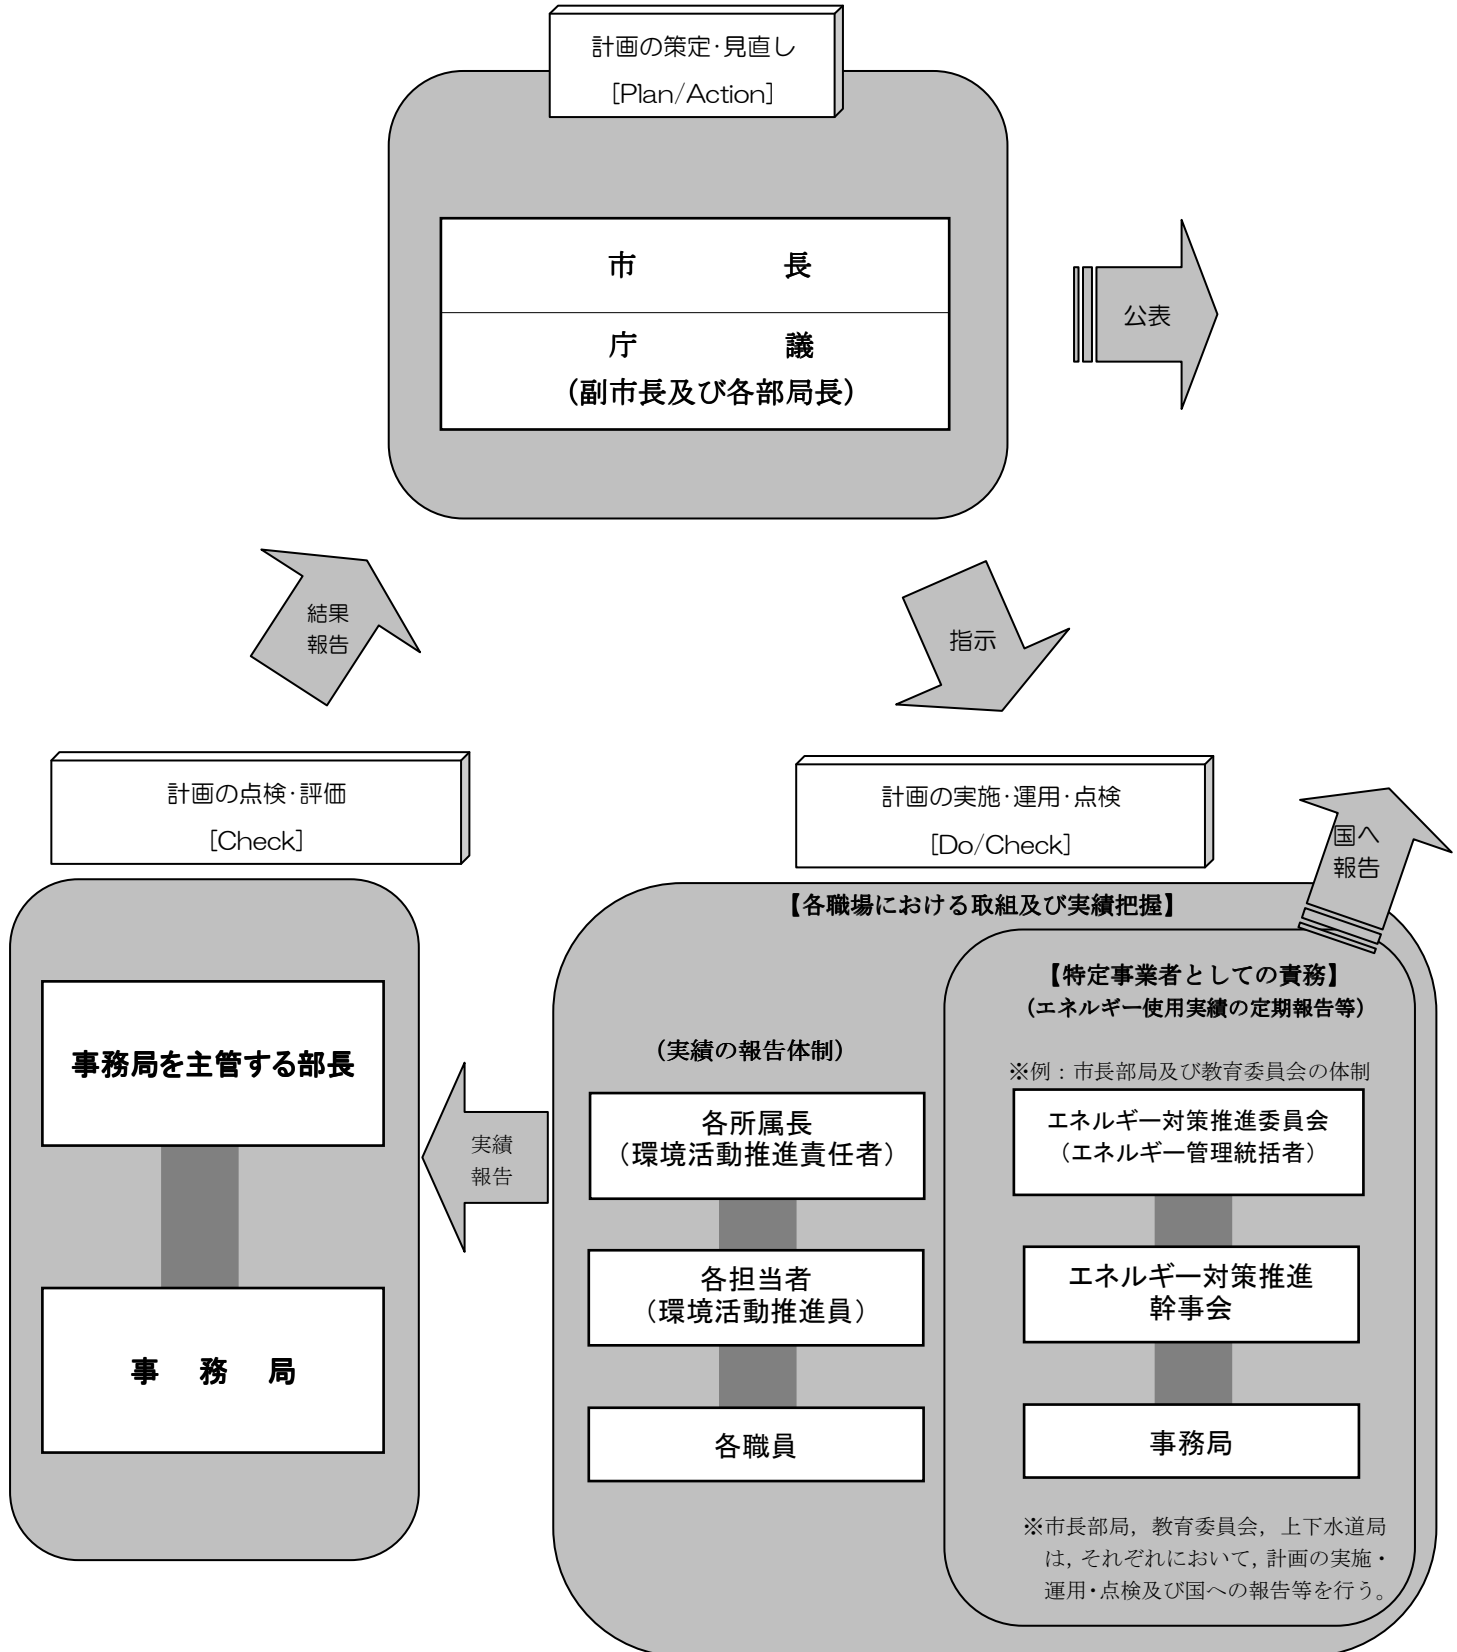 計画の策定･見直し
[Plan/Action]
市　長
庁　議
（副市長及び各部局長）
公表
結果
報告
指示
計画の点検･評価
[Check]
事務局を主管する部長
事　務　局
実績
報告
計画の実施･運用･点検
[Do/Check]
国へ
報告
【各職場における取組及び実績把握】
（実績の報告体制）
各所属長
（環境活動推進責任者）
各担当者
（環境活動推進員）
各職員
【特定事業者としての責務】
（エネルギー使用実績の定期報告等）
※例：市長部局及び教育委員会の体制
エネルギー対策推進委員会
（エネルギー管理統括者）
エネルギー対策推進
幹事会
事務局
※市長部局，教育委員会，上下水道局
は，それぞれにおいて，計画の実施・
運用･点検及び国への報告等を行う。